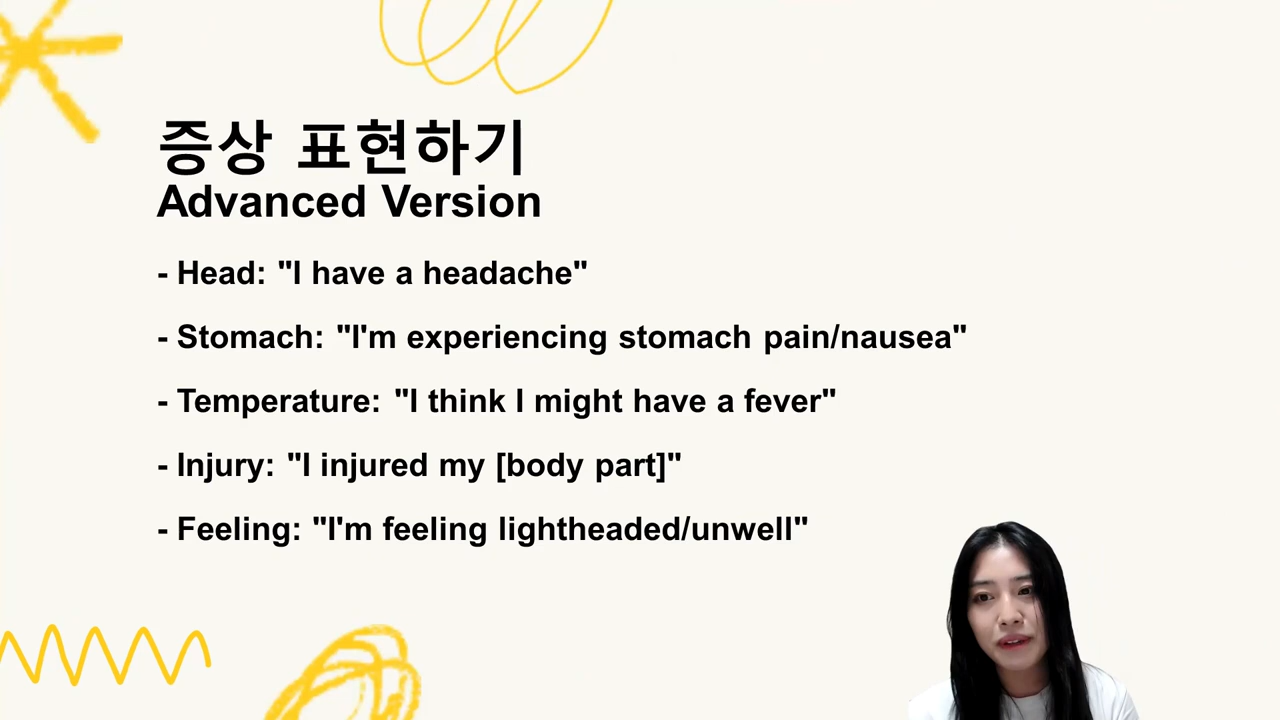 증상 표현하기
Advanced Version
- Head: "I have a headache"
- Stomach: "I'm experiencing stomach pain/nausea"
- Temperature: "I think I might have a fever"
- Injury: "I injured my [body part]"
- Feeling: "I'm feeling lightheaded/unwell"